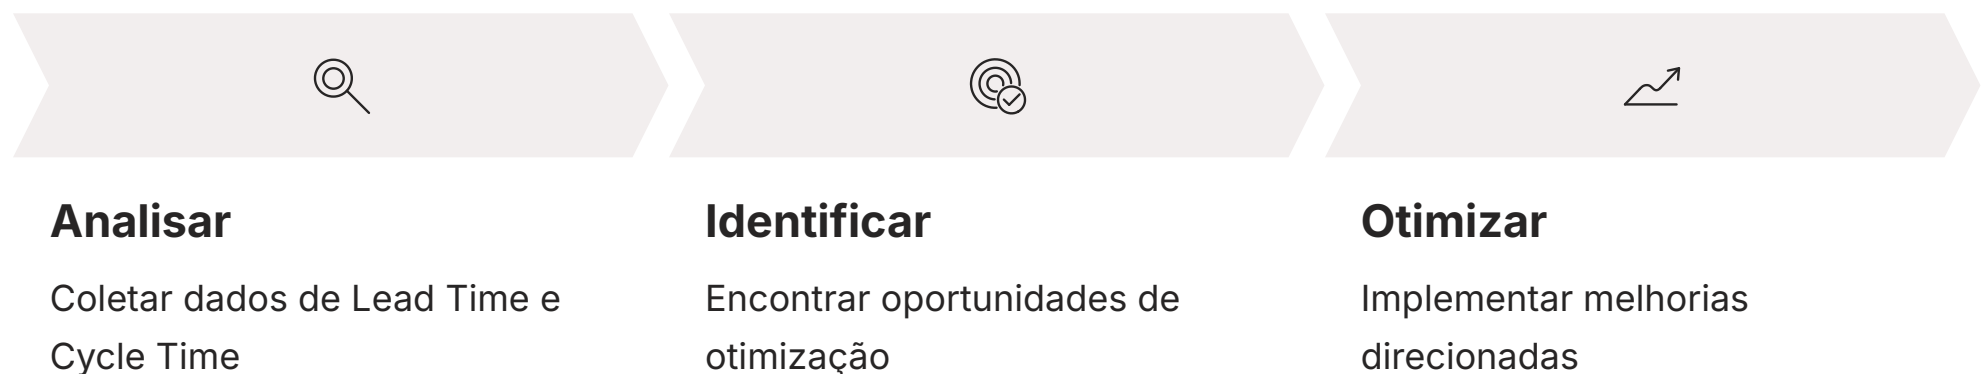 Analisar
Coletar dados de Lead Time e
Cycle Time
Identificar
Encontrar oportunidades de
otimização
Otimizar
Implementar melhorias
direcionadas